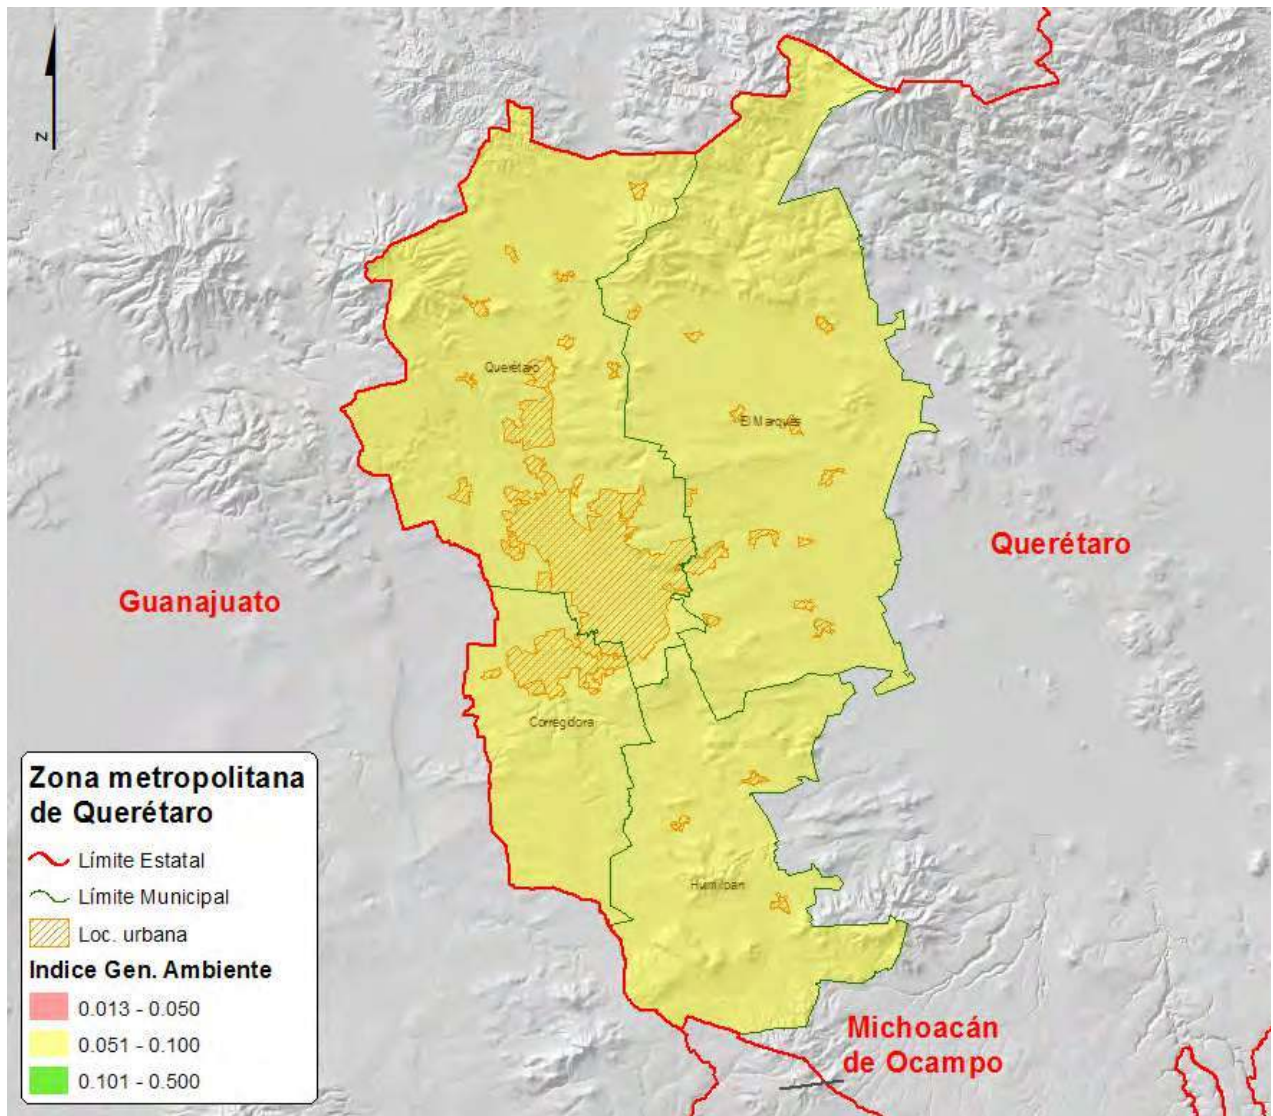 N
Querétaro
El Marqués
Querétaro
Guanajuato
Corregidora
Huimilpan
Michoacán
de Ocampo
Zona metropolitana
de Querétaro
Límite Estatal
Límite Municipal
Loc. urbana
Indice Gen. Ambiente
0.013 - 0.050
0.051 - 0.100
0.101 - 0.500